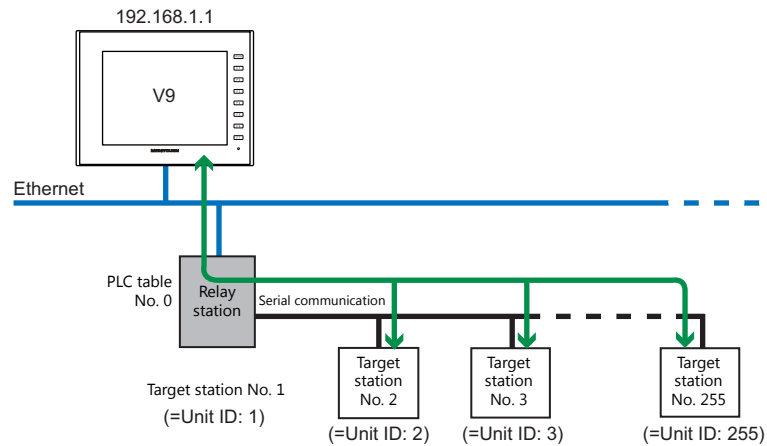 192.168.1.1
V9
Ethernet
PLC table
No. 0
Relay
station
Serial communication
Target station No. 1
(=Unit ID: 1)
Target
station
No. 2
(=Unit ID: 2)
Target
station
No. 3
(=Unit ID: 3)
Target
station
No. 255
(=Unit ID: 255)